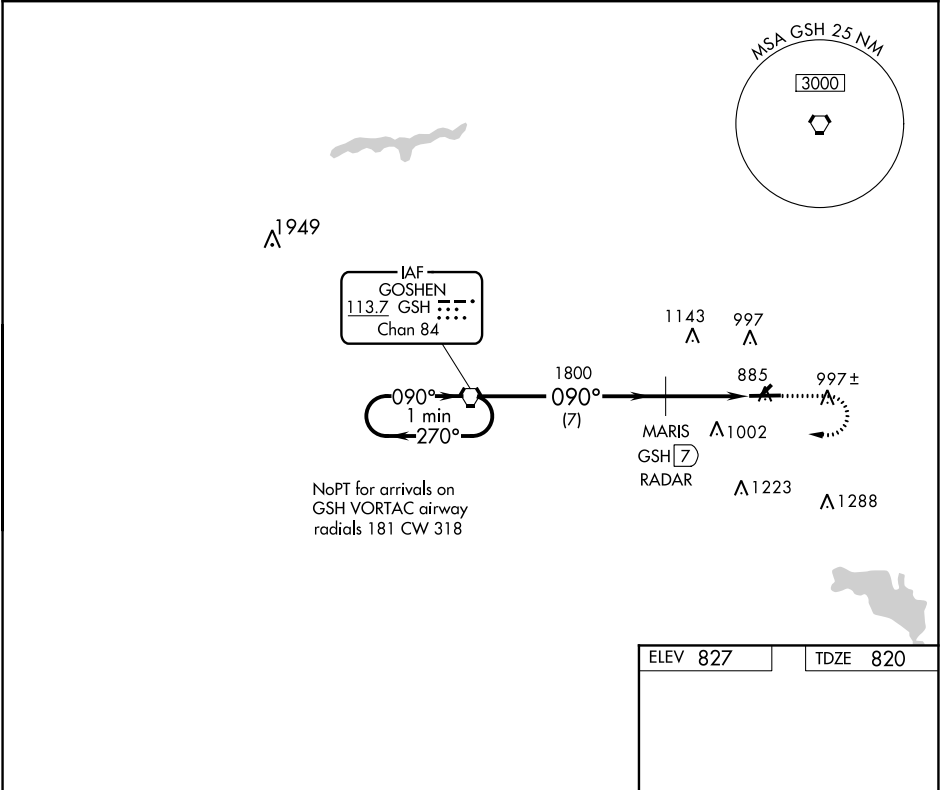 MSA GSH 25 NM
3000
1949
IAF
GOSHEN
113.7 GSH
Chan 84
1143
997
1800
885
997±
090°
090°
1 min
(7)
270°
MARIS
1002
GSH 7
RADAR
1223
1288
NoPT for arrivals on
GSH VORTAC airway
radials 181 CW 318
ELEV 827
TDZE 820